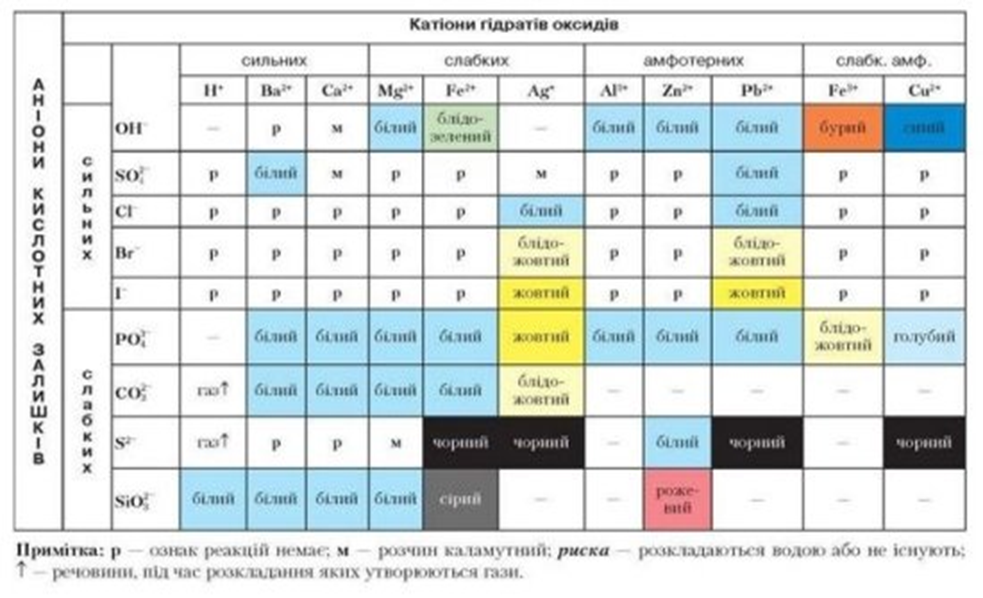 Катіони гідратів оксидів
сильних слабких амфотерних слабк. амф.
H⁺ Ba²⁺ Ca²⁺ Mg²⁺ Fe²⁺ Ag⁺ Al³⁺ Zn²⁺ Pb²⁺ Fe³⁺ Cu²⁺
АНІОНИ КИСЛОТНИХ ЗАЛИШКІВ
сильних
OH⁻ — р м білий блідо-зелений — білий білий білий бурий синій
SO₄²⁻ р білий м р р м р р білий р р
Cl⁻ р р р р р білий р р білий р р
Br⁻ р р р р р блідо-жовтий р р блідо-жовтий р р
I⁻ р р р р р жовтий р р жовтий р р
слабких
PO₄³⁻ — білий білий білий білий жовтий білий білий білий блідо-жовтий голубий
CO₃²⁻ газ↑ білий білий білий білий блідо-жовтий — — — — —
S²⁻ газ↑ р р м чорний чорний — білий чорний — чорний
SiO₃²⁻ білий білий білий білий сірий — — роже-вий — — —
Примітка: р — ознак реакцій немає; м — розчин каламутний; риска — розкладаються водою або не існують;
↑ — речовини, під час розкладання яких утворюються гази.